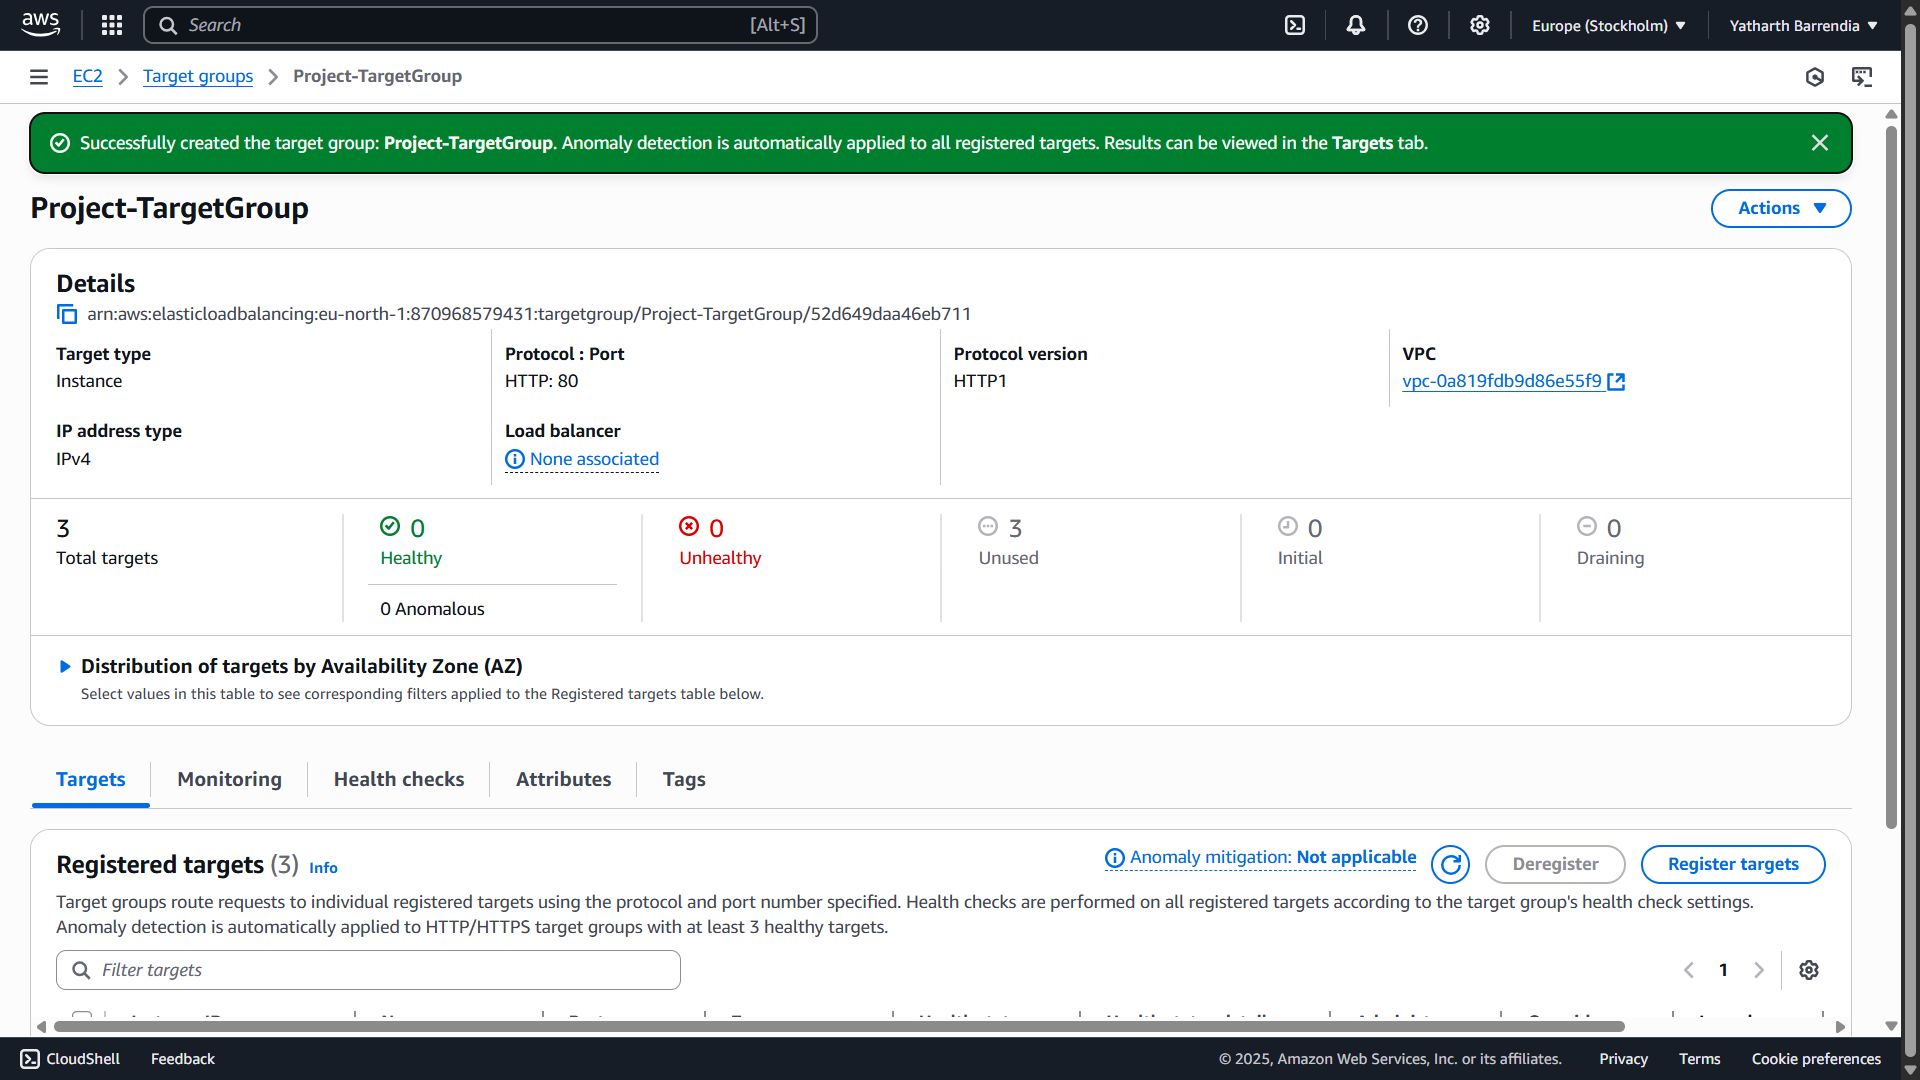 aws
Search [Alt+S] Europe (Stockholm) Yatharth Barrendia
EC2 Target groups Project-TargetGroup
Successfully created the target group: Project-TargetGroup. Anomaly detection is automatically applied to all registered targets. Results can be viewed in the Targets tab.
Project-TargetGroup Actions
Details
arn:aws:elasticloadbalancing:eu-north-1:870968579431:targetgroup/Project-TargetGroup/52d649daa46eb711
Target type Protocol : Port Protocol version VPC
Instance HTTP: 80 HTTP1 vpc-0a819fdb9d86e55f9
IP address type Load balancer
IPv4 None associated
3 0 0 3 0 0
Total targets Healthy Unhealthy Unused Initial Draining
0 Anomalous
Distribution of targets by Availability Zone (AZ)
Select values in this table to see corresponding filters applied to the Registered targets table below.
Targets Monitoring Health checks Attributes Tags
Registered targets (3) Info Anomaly mitigation: Not applicable Deregister Register targets
Target groups route requests to individual registered targets using the protocol and port number specified. Health checks are performed on all registered targets according to the target group's health check settings.
Anomaly detection is automatically applied to HTTP/HTTPS target groups with at least 3 healthy targets.
Filter targets 1
CloudShell Feedback © 2025, Amazon Web Services, Inc. or its affiliates. Privacy Terms Cookie preferences